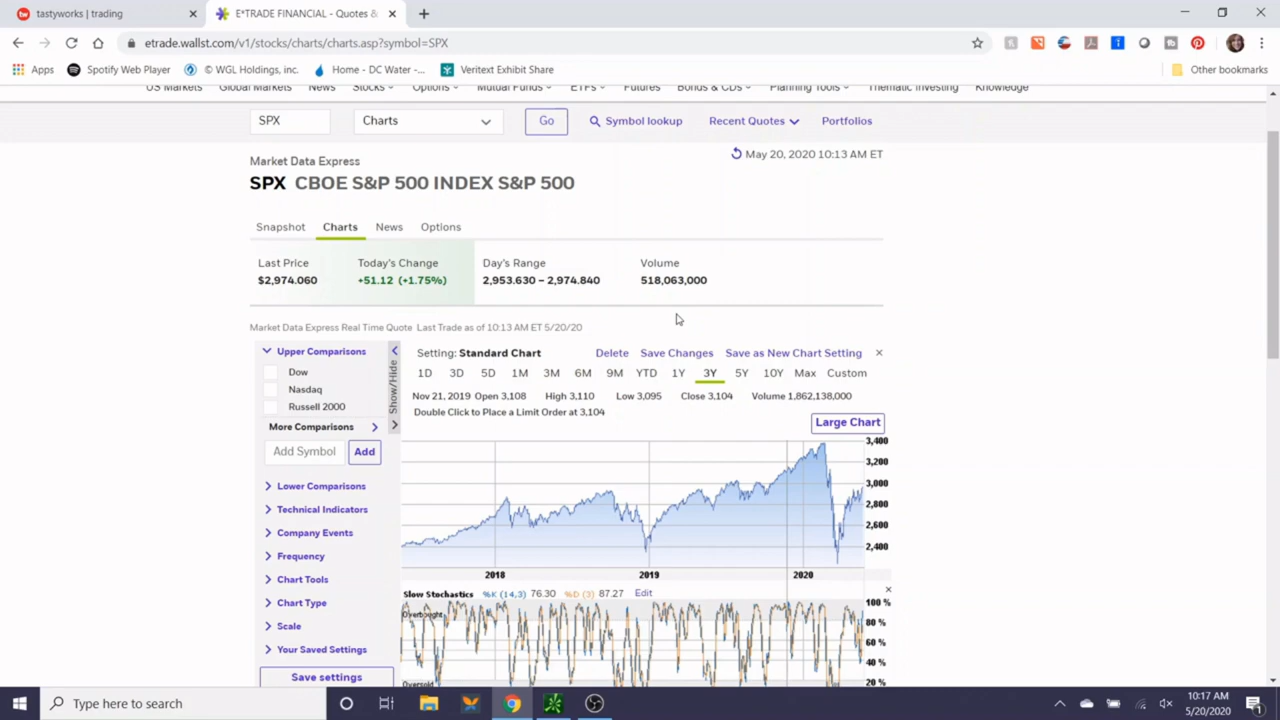 tastyworks | trading
E*TRADE FINANCIAL - Quotes &
etrade.wallst.com/v1/stocks/charts/charts.asp?symbol=SPX
Apps
Spotify Web Player
© WGL Holdings, inc.
Home - DC Water -...
Veritext Exhibit Share
Other bookmarks
US Markets Global Markets News Stocks Options Mutual Funds ETFs Futures Bonds & CDs Planning Tools Thematic Investing Knowledge
SPX
Charts
Go
Symbol lookup
Recent Quotes
Portfolios
Market Data Express
May 20, 2020 10:13 AM ET
SPX CBOE S&P 500 INDEX S&P 500
Snapshot Charts News Options
Last Price Today's Change Day's Range Volume
$2,974.060 +51.12 (+1.75%) 2,953.630 – 2,974.840 518,063,000
Market Data Express Real Time Quote Last Trade as of 10:13 AM ET 5/20/20
Upper Comparisons
Dow
Nasdaq
Russell 2000
More Comparisons
Add Symbol
Add
Lower Comparisons
Technical Indicators
Company Events
Frequency
Chart Tools
Chart Type
Scale
Your Saved Settings
Save settings
Show/Hide
Setting: Standard Chart Delete Save Changes Save as New Chart Setting
1D 3D 5D 1M 3M 6M 9M YTD 1Y 3Y 5Y 10Y Max Custom
Nov 21, 2019 Open 3,108 High 3,110 Low 3,095 Close 3,104 Volume 1,862,138,000
Double Click to Place a Limit Order at 3,104
Large Chart
3,400
3,200
3,000
2,800
2,600
2,400
2018 2019 2020
Slow Stochastics %K (14,3) 76.30 %D (3) 87.27 Edit
Overbought
100 %
80 %
60 %
40 %
20 %
Oversold
Type here to search
10:17 AM
5/20/2020
1